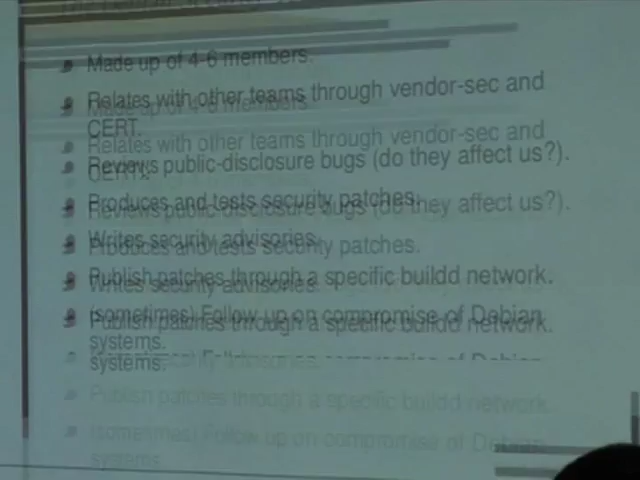 Made up of 4-6 members.
Relates with other teams through vendor-sec and
CERT.
Reviews public-disclosure bugs (do they affect us?).
Produces and tests security patches.
Writes security advisories.
Publish patches through a specific buildd network.
(sometimes) Follow up on compromise of Debian
systems.